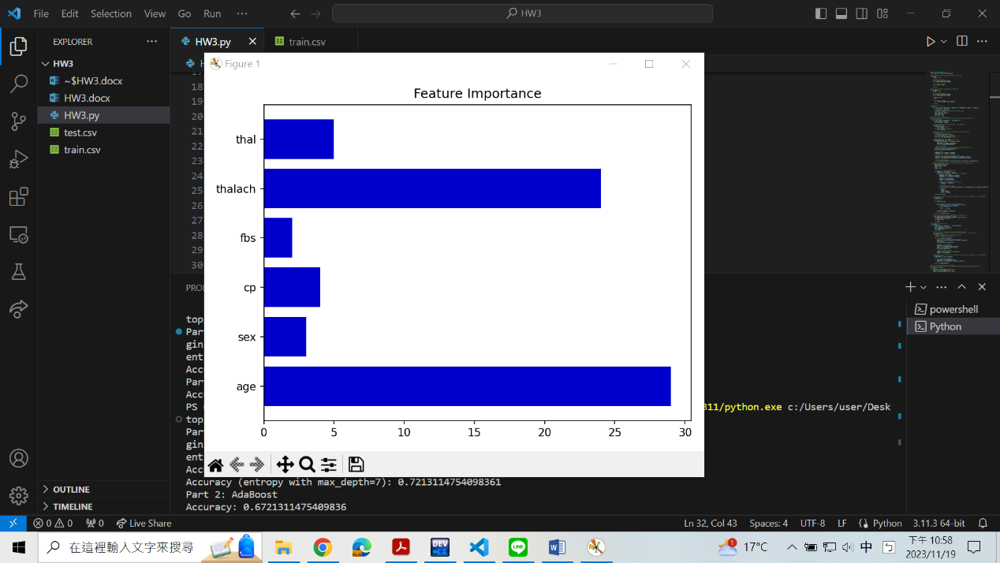 File Edit Selection View Go Run ··· HW3
EXPLORER ···
HW3.py train.csv
HW3
~$HW3.docx
HW3.docx
HW3.py
test.csv
train.csv
OUTLINE
TIMELINE
18
19
20
21
22
23
24
25
26
27
28
29
30
Figure 1
Feature Importance
thal
thalach
fbs
cp
sex
age
0 5 10 15 20 25 30
powershell
Python
top
Part
gin
ent
Acc
Part
Acc
PS 311/python.exe c:/Users/user/Desk
top
Part
gin
ent
Acc
Accuracy (entropy with max_depth=7): 0.7213114754098361
Part 2: AdaBoost
Accuracy: 0.6721311475409836
0 0 0 Live Share Ln 32, Col 43 Spaces: 4 UTF-8 LF Python 3.11.3 64-bit
在這裡輸入文字來搜尋 DEV LINE W 1 17°C 中 下午 10:58
2023/11/19